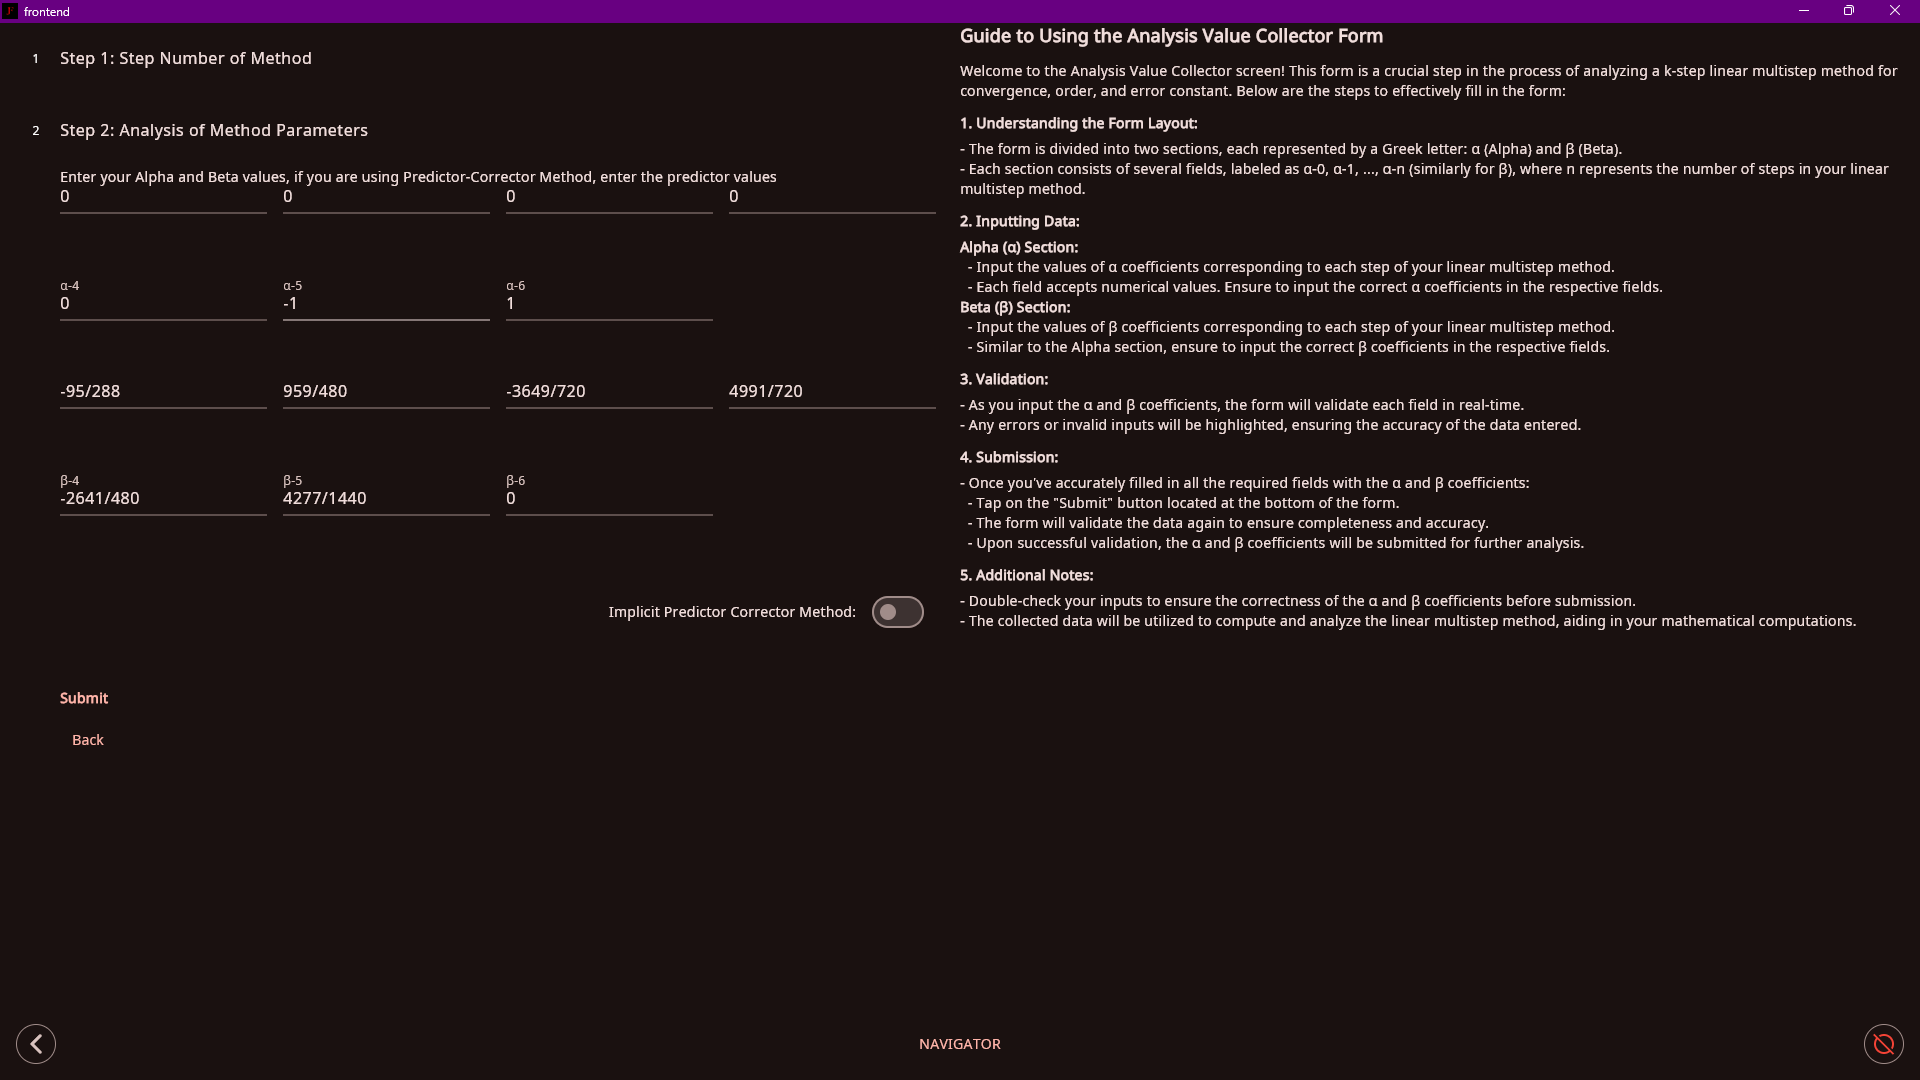 frontend
1
Step 1: Step Number of Method
2
Step 2: Analysis of Method Parameters
Enter your Alpha and Beta values, if you are using Predictor-Corrector Method, enter the predictor values
0 0 0 0
α-4 α-5 α-6
0 -1 1
-95/288 959/480 -3649/720 4991/720
β-4 β-5 β-6
-2641/480 4277/1440 0
Implicit Predictor Corrector Method:
Submit
Back
Guide to Using the Analysis Value Collector Form
Welcome to the Analysis Value Collector screen! This form is a crucial step in the process of analyzing a k-step linear multistep method for
convergence, order, and error constant. Below are the steps to effectively fill in the form:
1. Understanding the Form Layout:
- The form is divided into two sections, each represented by a Greek letter: α (Alpha) and β (Beta).
- Each section consists of several fields, labeled as α-0, α-1, ..., α-n (similarly for β), where n represents the number of steps in your linear
multistep method.
2. Inputting Data:
Alpha (α) Section:
- Input the values of α coefficients corresponding to each step of your linear multistep method.
- Each field accepts numerical values. Ensure to input the correct α coefficients in the respective fields.
Beta (β) Section:
- Input the values of β coefficients corresponding to each step of your linear multistep method.
- Similar to the Alpha section, ensure to input the correct β coefficients in the respective fields.
3. Validation:
- As you input the α and β coefficients, the form will validate each field in real-time.
- Any errors or invalid inputs will be highlighted, ensuring the accuracy of the data entered.
4. Submission:
- Once you've accurately filled in all the required fields with the α and β coefficients:
- Tap on the "Submit" button located at the bottom of the form.
- The form will validate the data again to ensure completeness and accuracy.
- Upon successful validation, the α and β coefficients will be submitted for further analysis.
5. Additional Notes:
- Double-check your inputs to ensure the correctness of the α and β coefficients before submission.
- The collected data will be utilized to compute and analyze the linear multistep method, aiding in your mathematical computations.
NAVIGATOR